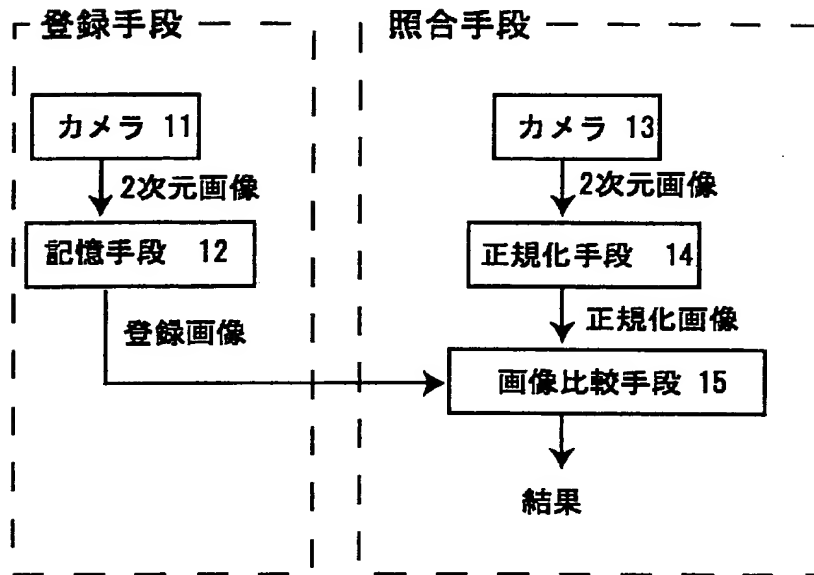 登録手段
カメラ 11
2次元画像
記憶手段 12
登録画像
照合手段
カメラ 13
2次元画像
正規化手段 14
正規化画像
画像比較手段 15
結果